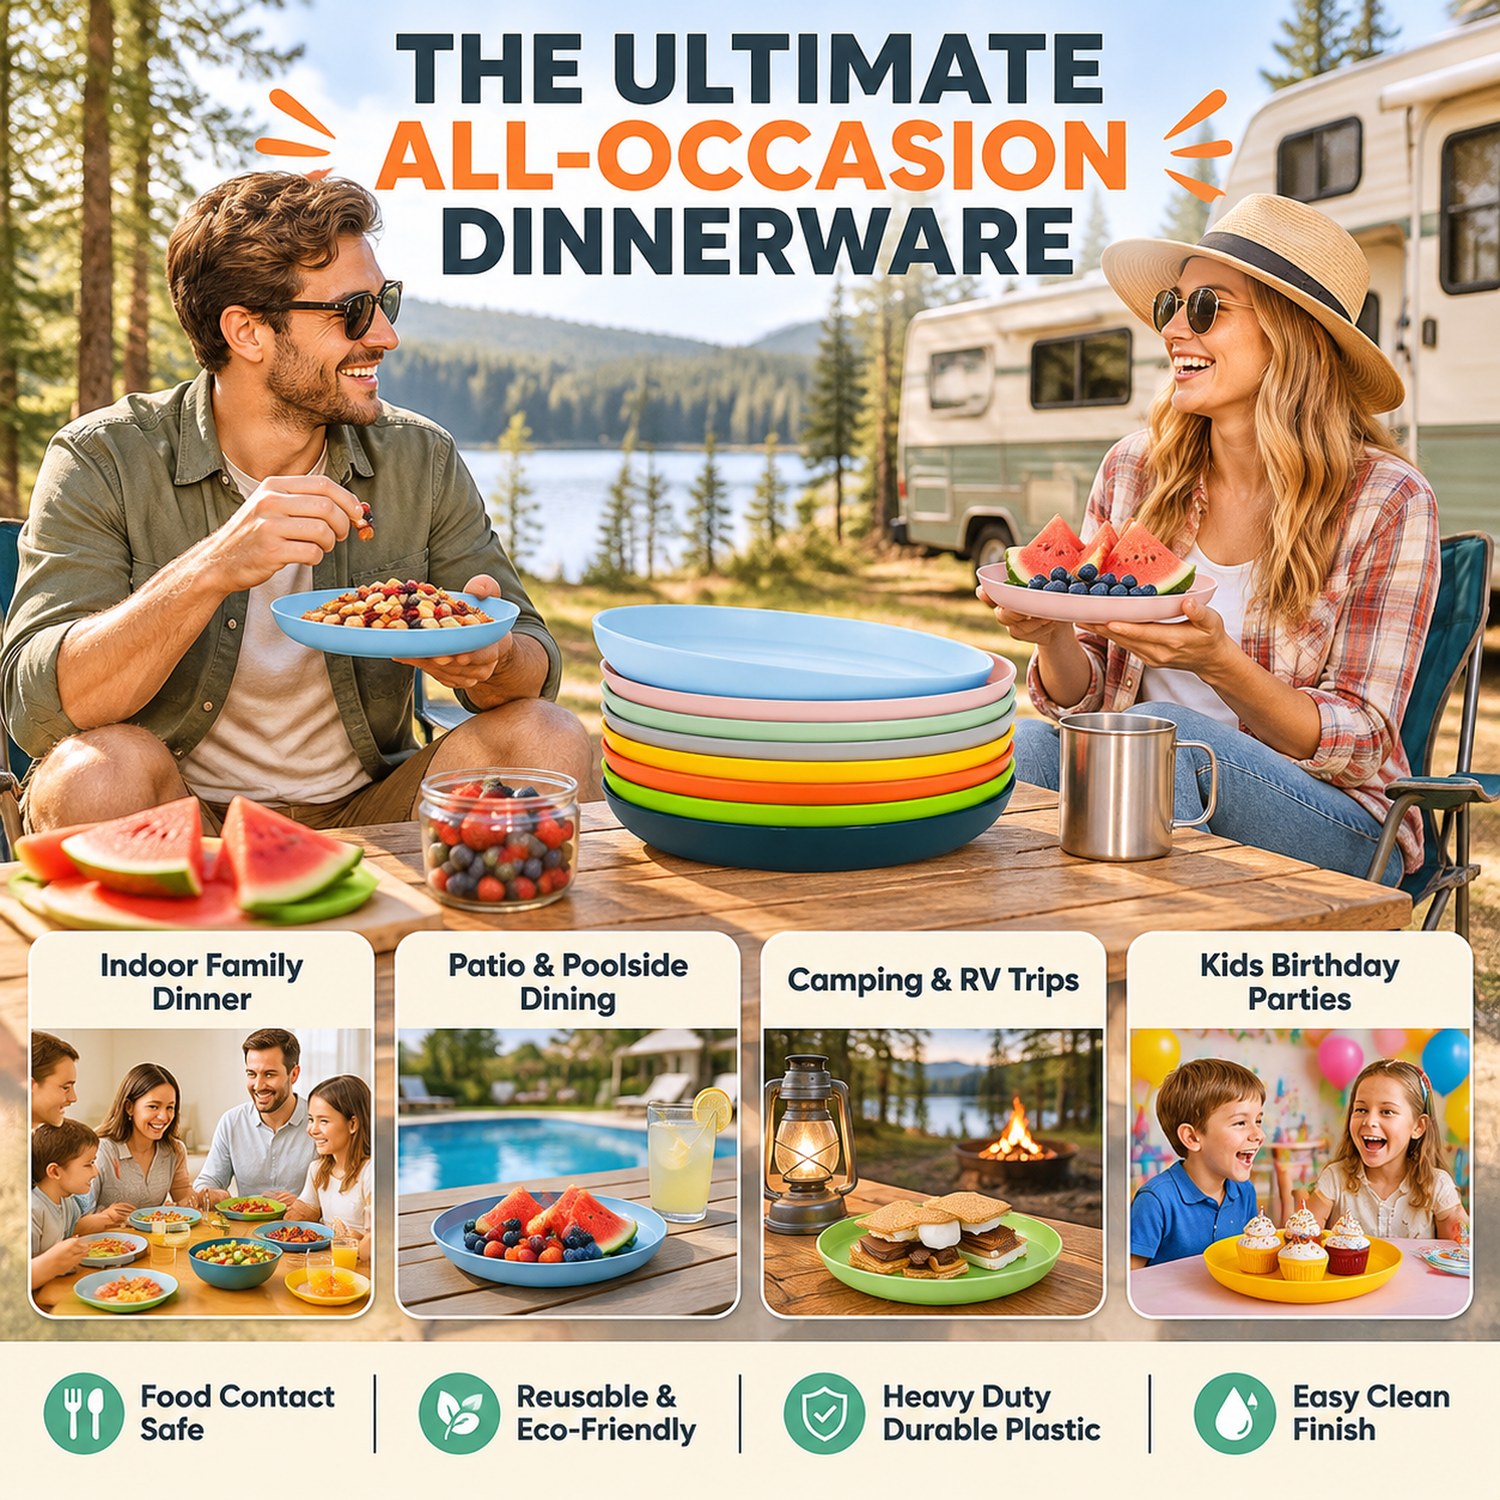 THE ULTIMATE
ALL-OCCASION
DINNERWARE
Indoor Family
Dinner
Patio & Poolside
Dining
Camping & RV Trips
Kids Birthday
Parties
Food Contact
Safe
Reusable &
Eco-Friendly
Heavy Duty
Durable Plastic
Easy Clean
Finish